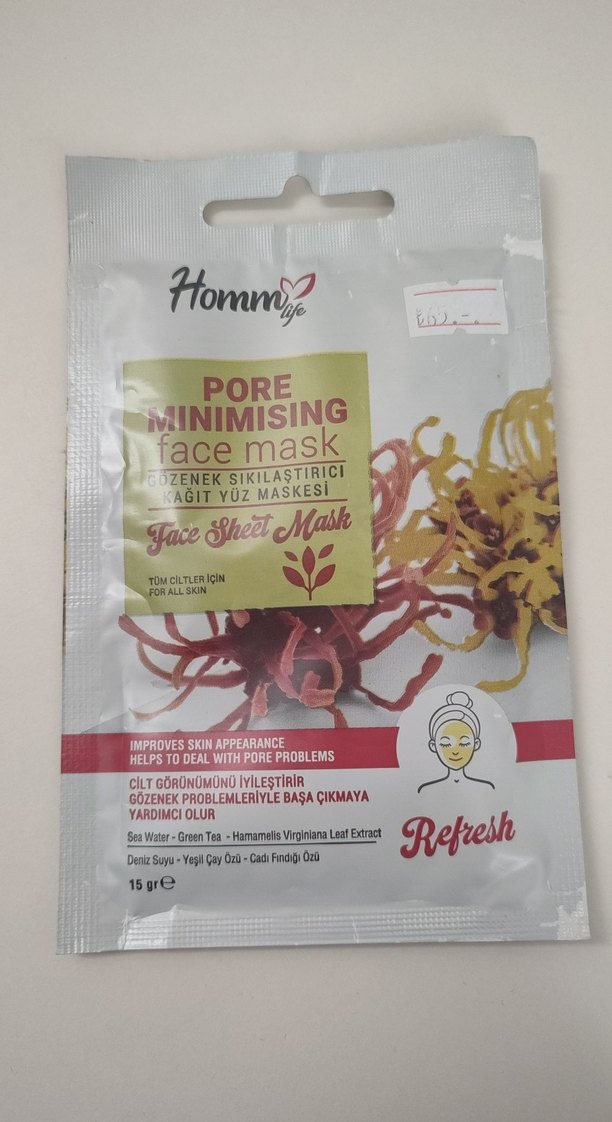 Homm
life
₺65.-.
PORE
MINIMISING
face mask
GÖZENEK SIKILAŞTIRICI
KAĞIT YÜZ MASKESİ
Face Sheet Mask
TÜM CİLTLER İÇİN
FOR ALL SKIN
IMPROVES SKIN APPEARANCE
HELPS TO DEAL WITH PORE PROBLEMS
CİLT GÖRÜNÜMÜNÜ İYİLEŞTİRİR
GÖZENEK PROBLEMLERİYLE BAŞA ÇIKMAYA
YARDIMCI OLUR
Refresh
Sea Water - Green Tea - Hamamelis Virginiana Leaf Extract
Deniz Suyu - Yeşil Çay Özü - Cadı Fındığı Özü
15 gr ℮